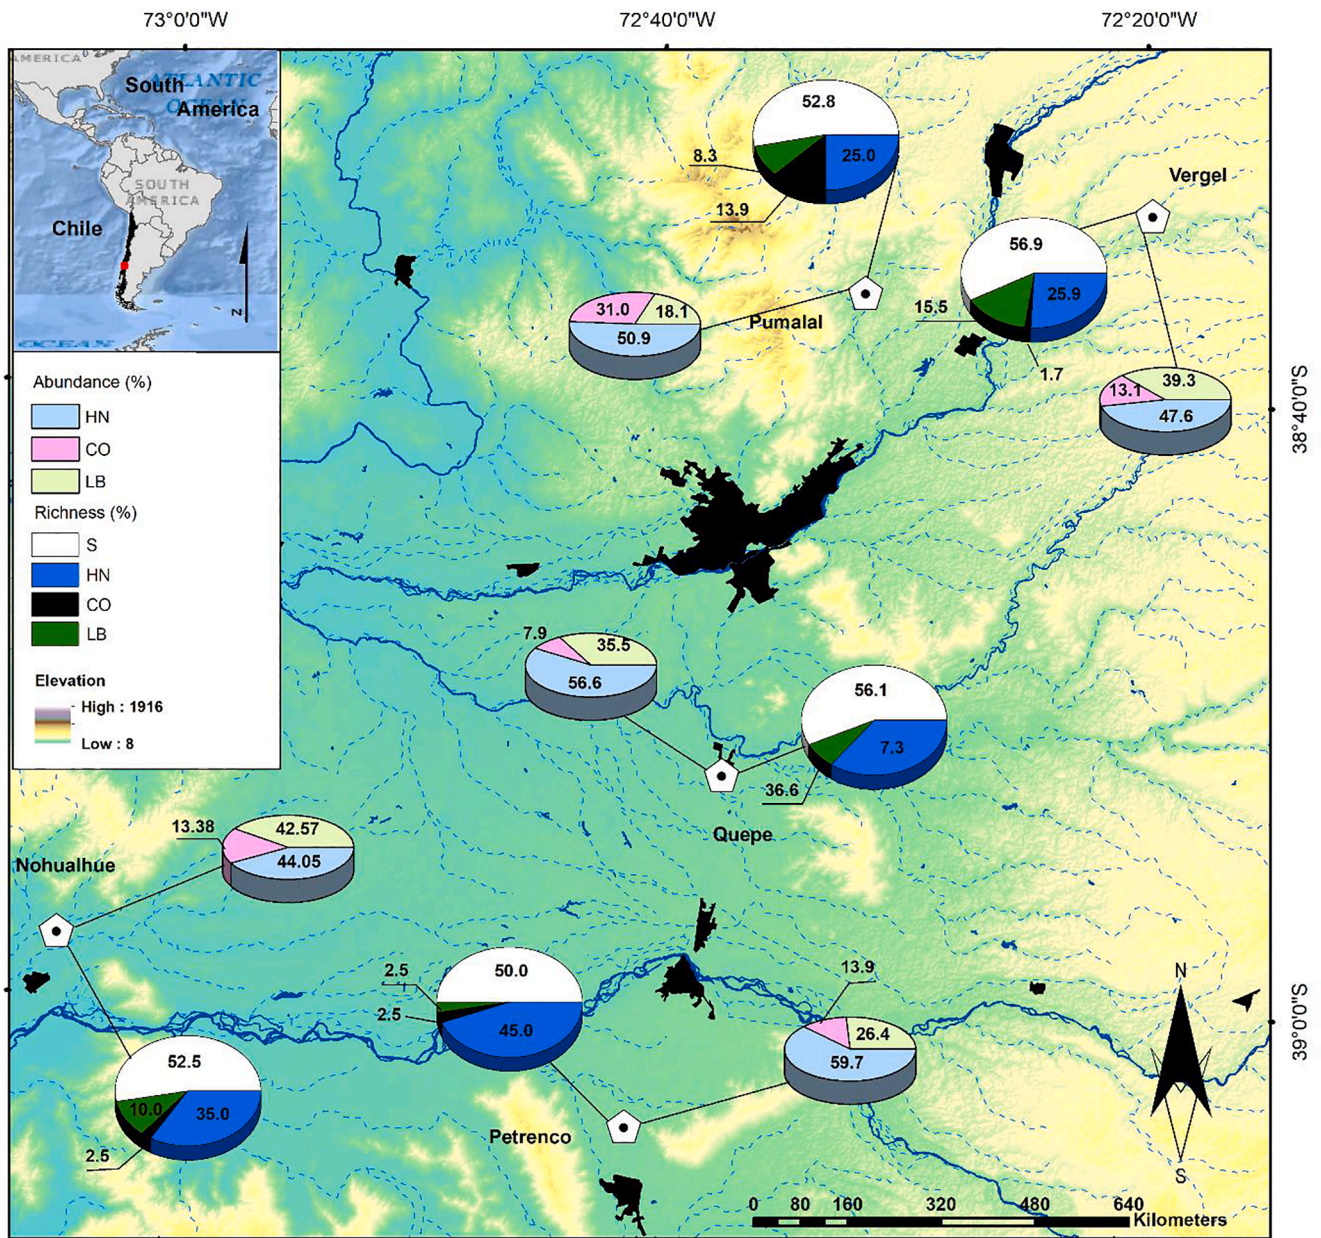 73°0'0"W
72°40'0"W
72°20'0"W
AMERICA
ATLANTIC
South
America
SOUTH
AMERICA
Chile
N
OCEAN
Abundance (%)
HN
CO
LB
Richness (%)
S
HN
CO
LB
Elevation
High : 1916
Low : 8
52.8
8.3
25.0
13.9
Vergel
56.9
25.9
15.5
1.7
31.0
18.1
50.9
Pumalal
39.3
13.1
47.6
38°40'0"S
7.9
35.5
56.6
56.1
7.3
36.6
Quepe
13.38
42.57
44.05
Nohualhue
2.5
50.0
2.5
45.0
13.9
26.4
59.7
N
39°0'0"S
52.5
10.0
35.0
2.5
Petrenco
S
0 80 160 320 480 640
Kilometers